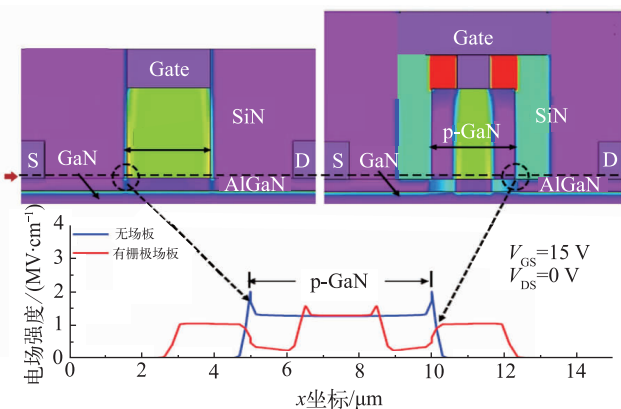 Gate
SiN
S
GaN
D
AlGaN
Gate
SiN
p-GaN
S
GaN
D
AlGaN
电场强度/(MV·cm⁻¹)
4
3
2
1
0
无场板
有栅极场板
p-GaN
V_GS=15 V
V_DS=0 V
0 2 4 6 8 10 12 14
x坐标/μm